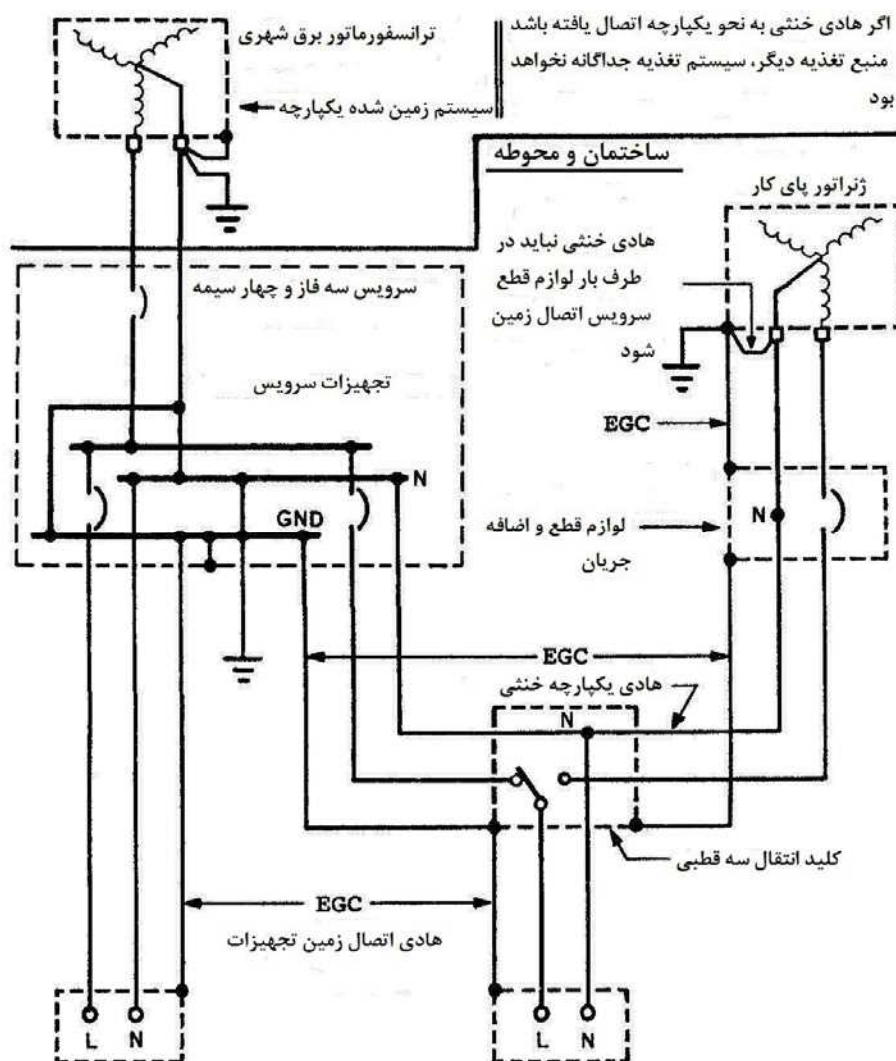 اگر هادی خنثی به نحو یکپارچه اتصال یافته باشد
منبع تغذیه دیگر، سیستم تغذیه جداگانه نخواهد
بود
ترانسفورماتور برق شهری
سیستم زمین شده یکپارچه
ساختمان و محوطه
ژنراتور پای کار
هادی خنثی نباید در
طرف بار لوازم قطع
سرویس اتصال زمین
شود
سرویس سه فاز و چهار سیمه
تجهیزات سرویس
EGC
N
GND
لوازم قطع و اضافه
جریان
N
EGC
هادی یکپارچه خنثی
N
کلید انتقال سه قطبی
EGC
هادی اتصال زمین تجهیزات
L N
L N